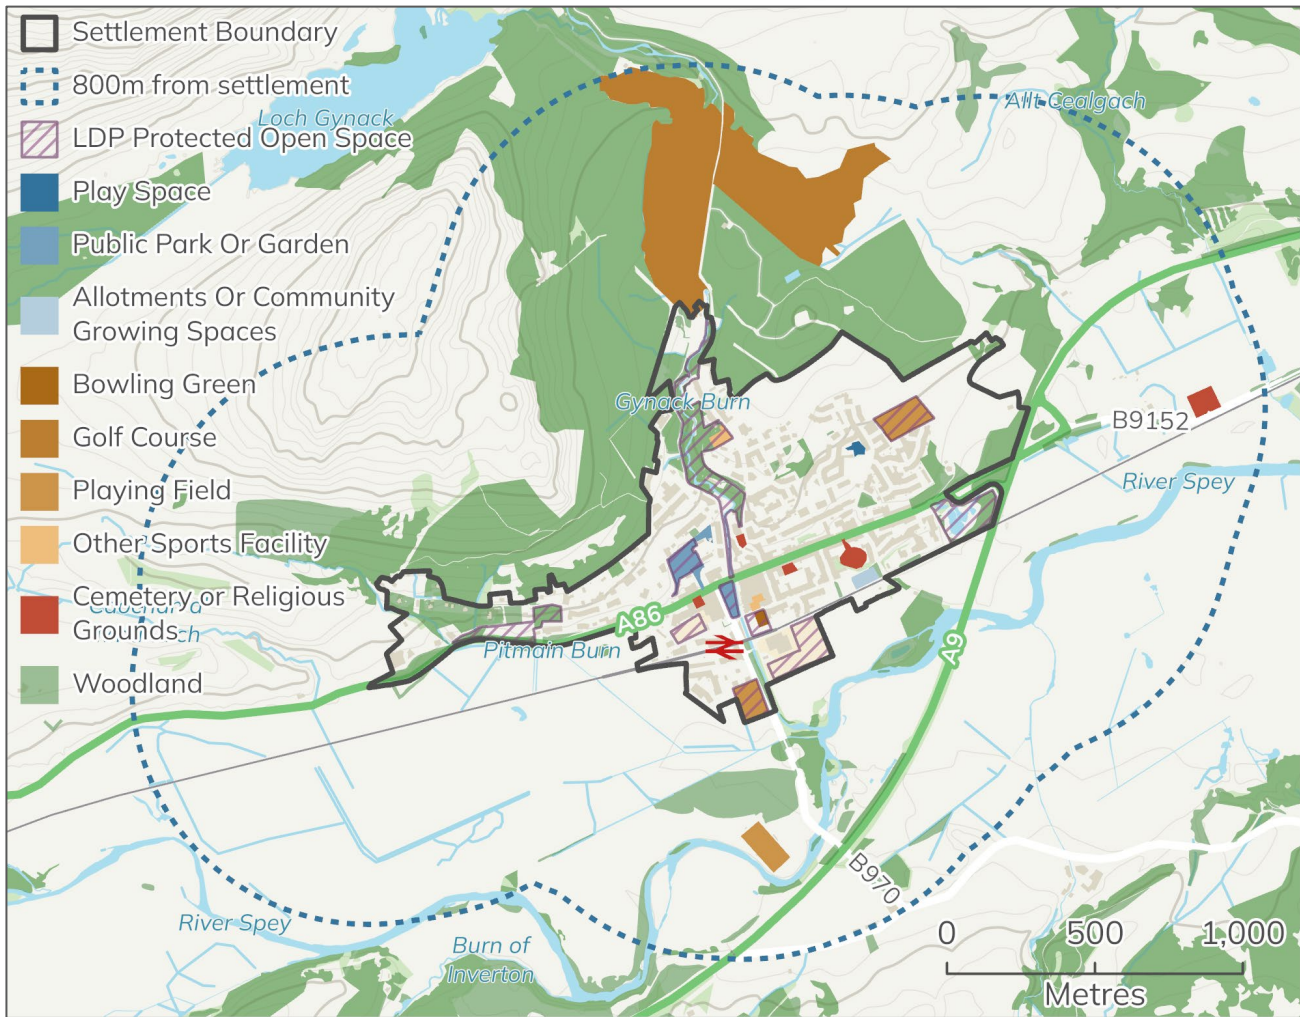 Settlement Boundary
800m from settlement
Loch Gynack
Allt Cealgach
LDP Protected Open Space
Play Space
Public Park Or Garden
Allotments Or Community
Growing Spaces
Bowling Green
Gynack Burn
B9152
Golf Course
River Spey
Playing Field
Other Sports Facility
Cemetery or Religious
Grounds
A86
Pitmain Burn
A9
Woodland
B970
River Spey
Burn of
Inverton
0 500 1,000
Metres